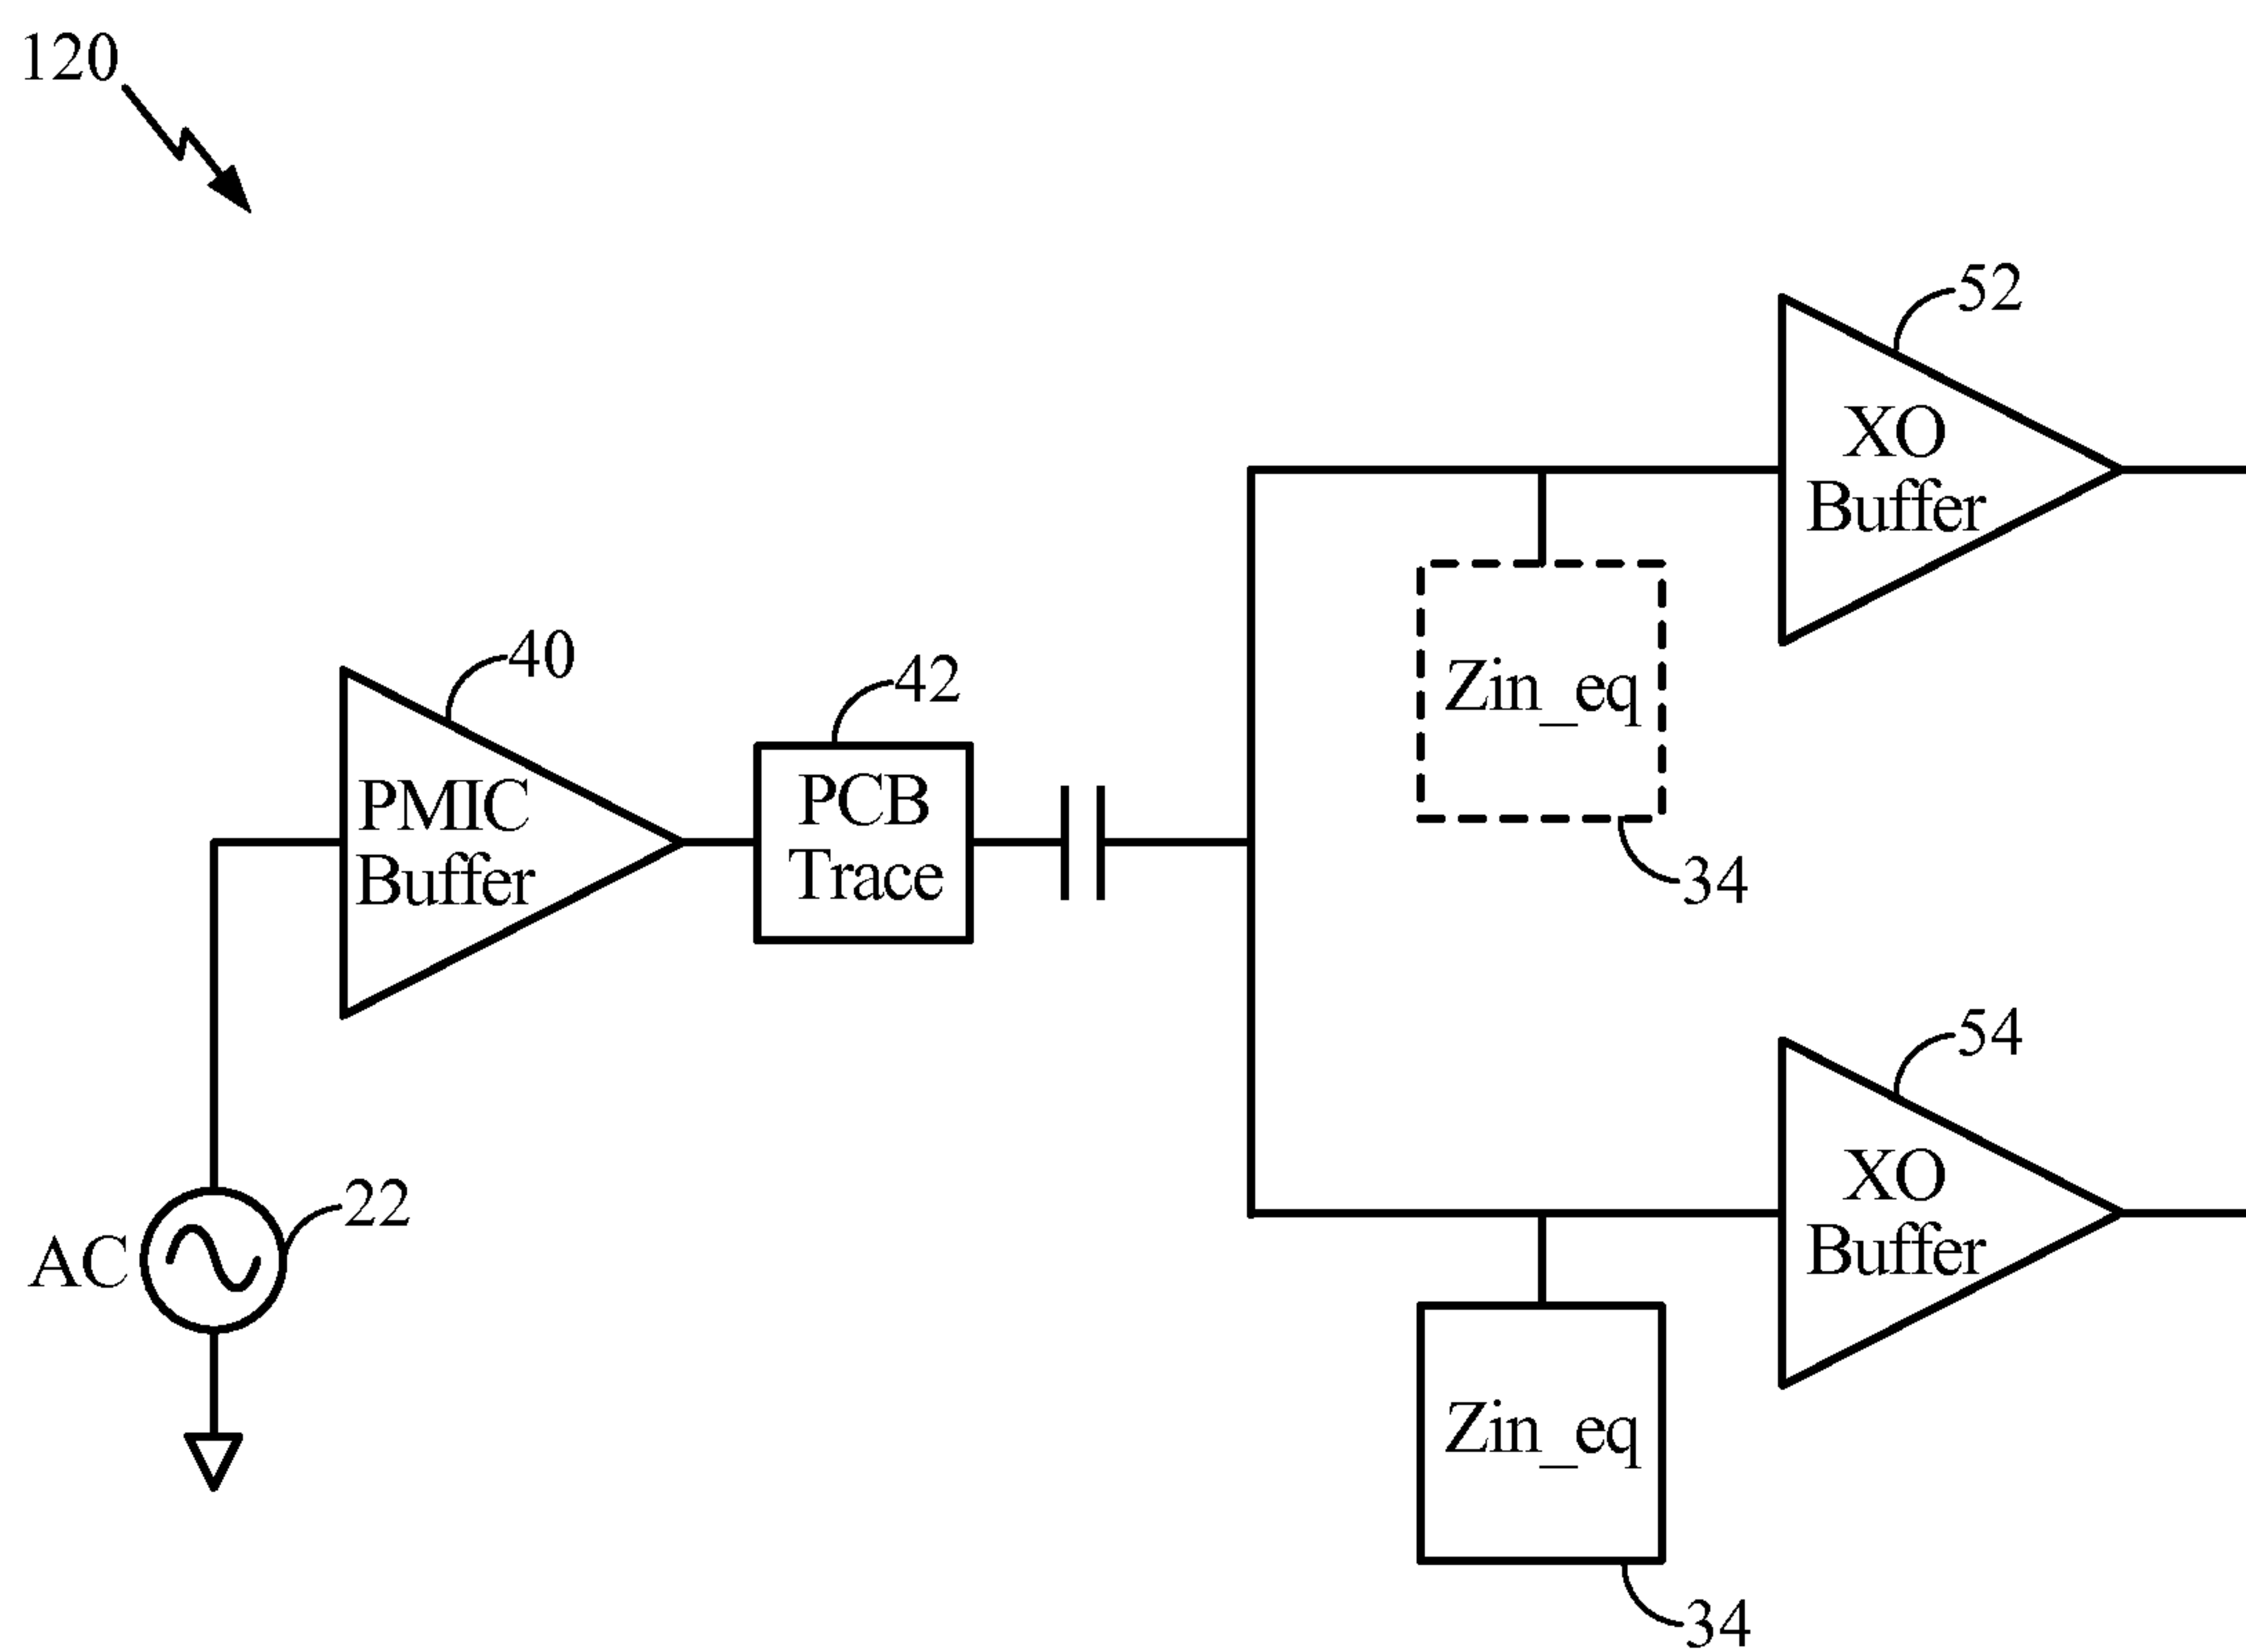 120
52
XO
Buffer
40
42
Zin_eq
PMIC
Buffer
PCB
Trace
34
54
22
XO
Buffer
AC
Zin_eq
34